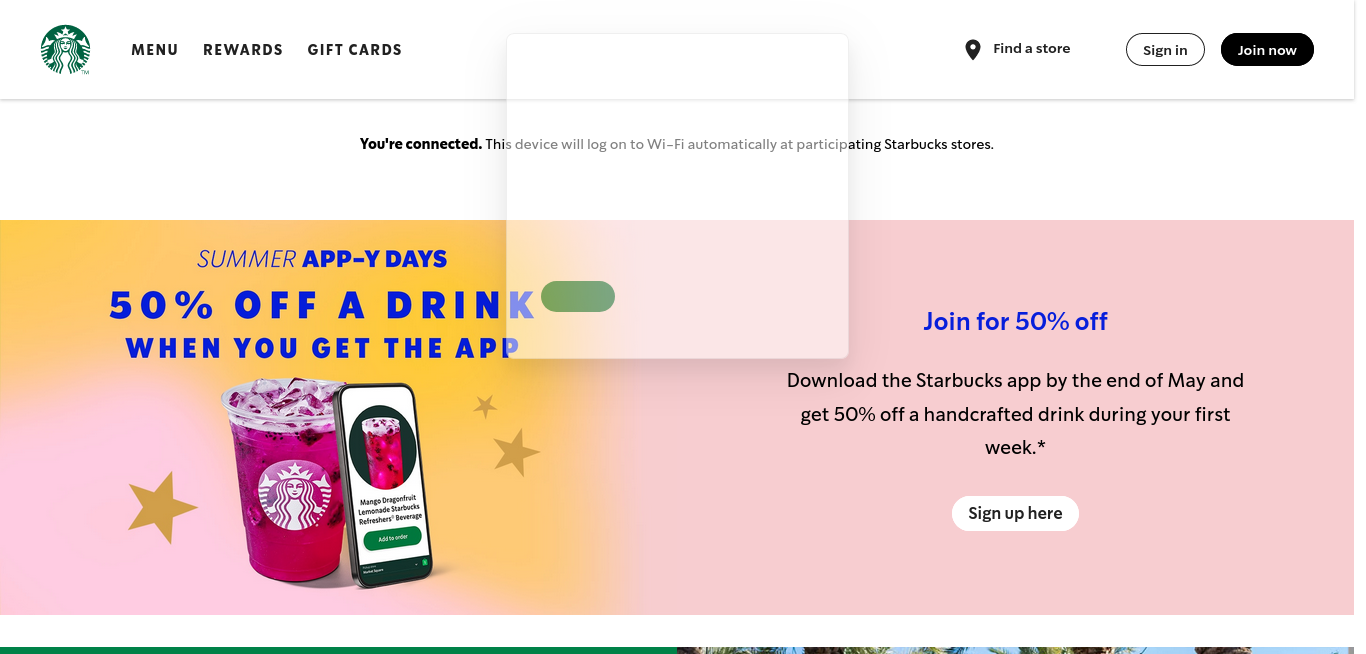 MENU REWARDS GIFT CARDS Find a store Sign in Join now
You're connected. This device will log on to Wi-Fi automatically at participating Starbucks stores.
SUMMER APP-Y DAYS
50% OFF A DRINK
WHEN YOU GET THE APP
Mango Dragonfruit
Lemonade Starbucks
Refreshers® Beverage
Add to order
Join for 50% off
Download the Starbucks app by the end of May and
get 50% off a handcrafted drink during your first
week.*
Sign up here